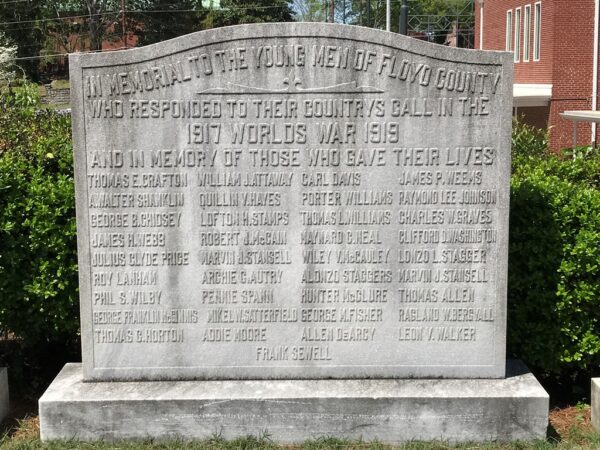 IN MEMORIAL TO THE YOUNG MEN OF FLOYD COUNTY
WHO RESPONDED TO THEIR COUNTRYS CALL IN THE
1917 WORLDS WAR 1919
AND IN MEMORY OF THOSE WHO GAVE THEIR LIVES
THOMAS E. CRAFTON WILLIAM J. ATTAWAY CARL DAVIS JAMES P. WEEMS
A. WALTER SHANKLIN QUILLIN V. HAYES PORTER WILLIAMS RAYMOND LEE JOHNSON
GEORGE B. CHIDSEY LOFTON H. STAMPS THOMAS L. WILLIAMS CHARLES W. GRAVES
JAMES H. WEBB ROBERT J. McCAIN MAYNARD C. NEAL CLIFFORD D. WASHINGTON
JULIUS CLYDE PRICE MARVIN J. STANSELL WILEY V. McCAULEY LONZO L. STAGGER
ROY LANHAM ARCHIE C. AUTRY ALONZO STAGGERS MARVIN J. STANSELL
PHIL S. WILBY PENNIE SPANN HUNTER McCLURE THOMAS ALLEN
GEORGE FRANKLIN McGINNIS MIKEL W. SATTERFIELD GEORGE M. FISHER RAGLAND W. BERGVALL
THOMAS C. HORTON ADDIE MOORE ALLEN DeARCY LEON V. WALKER
FRANK SEWELL